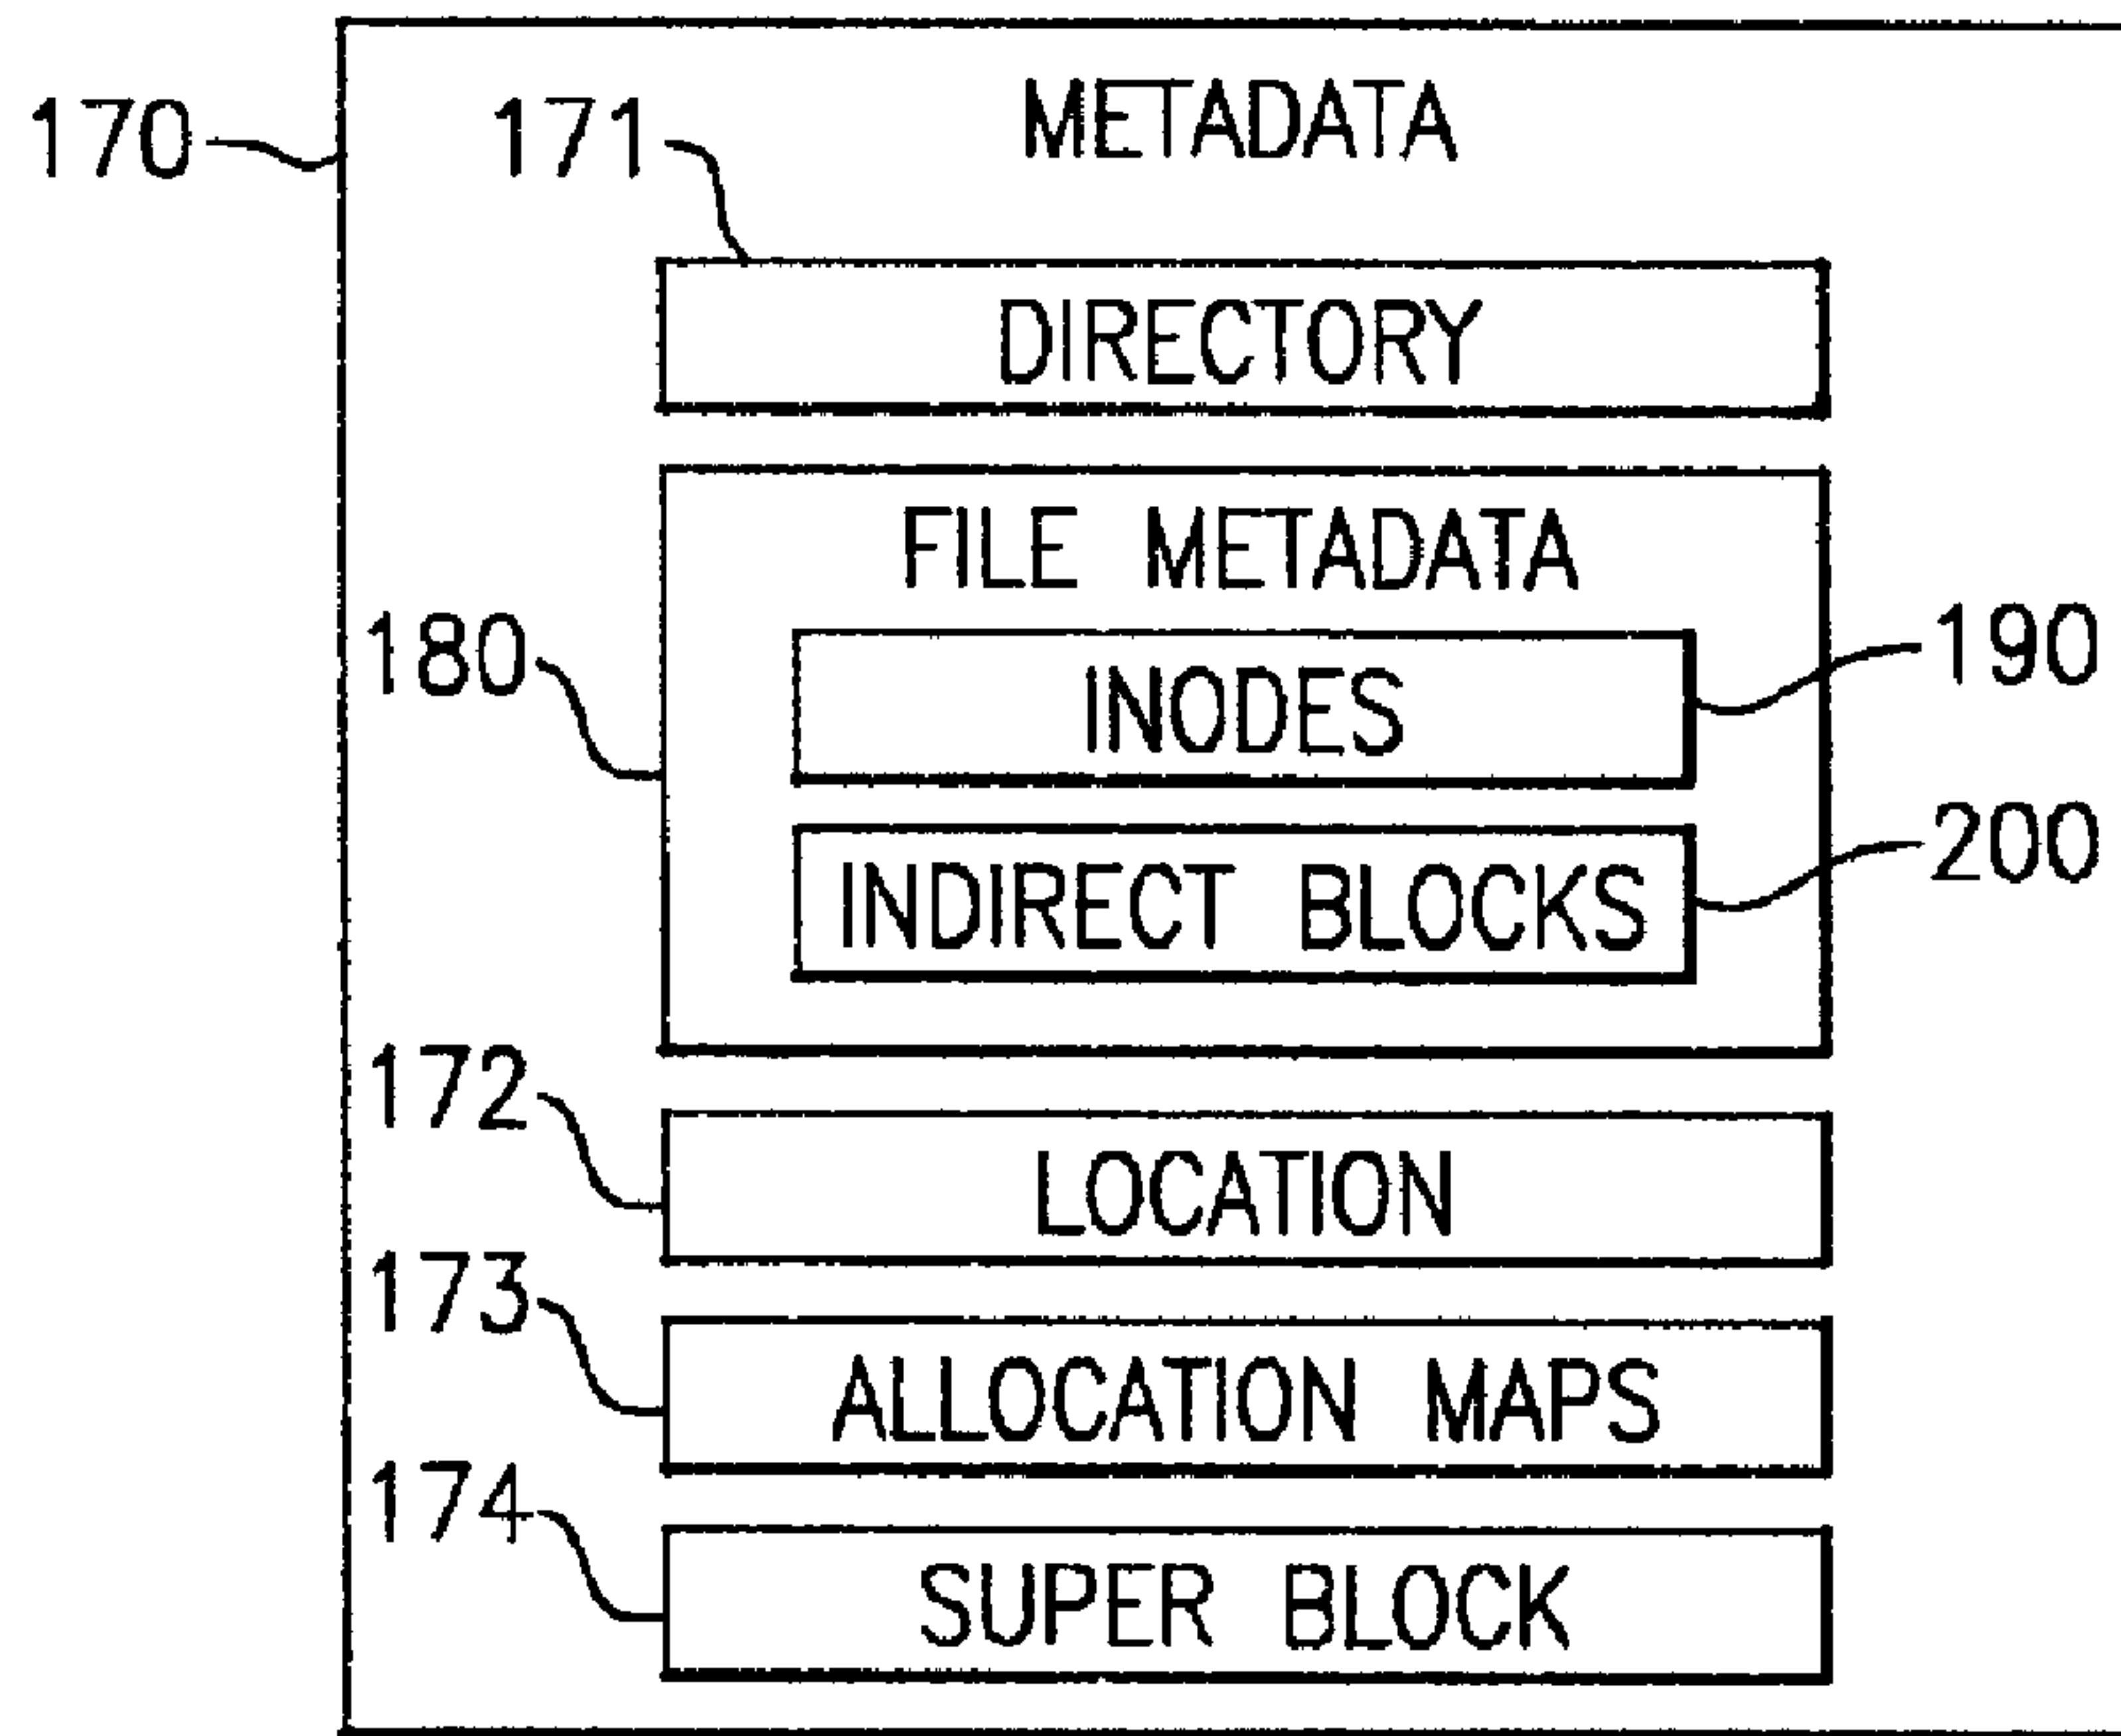 METADATA
170
171
DIRECTORY
FILE METADATA
180
INODES
190
INDIRECT BLOCKS
200
172
LOCATION
173
ALLOCATION MAPS
174
SUPER BLOCK